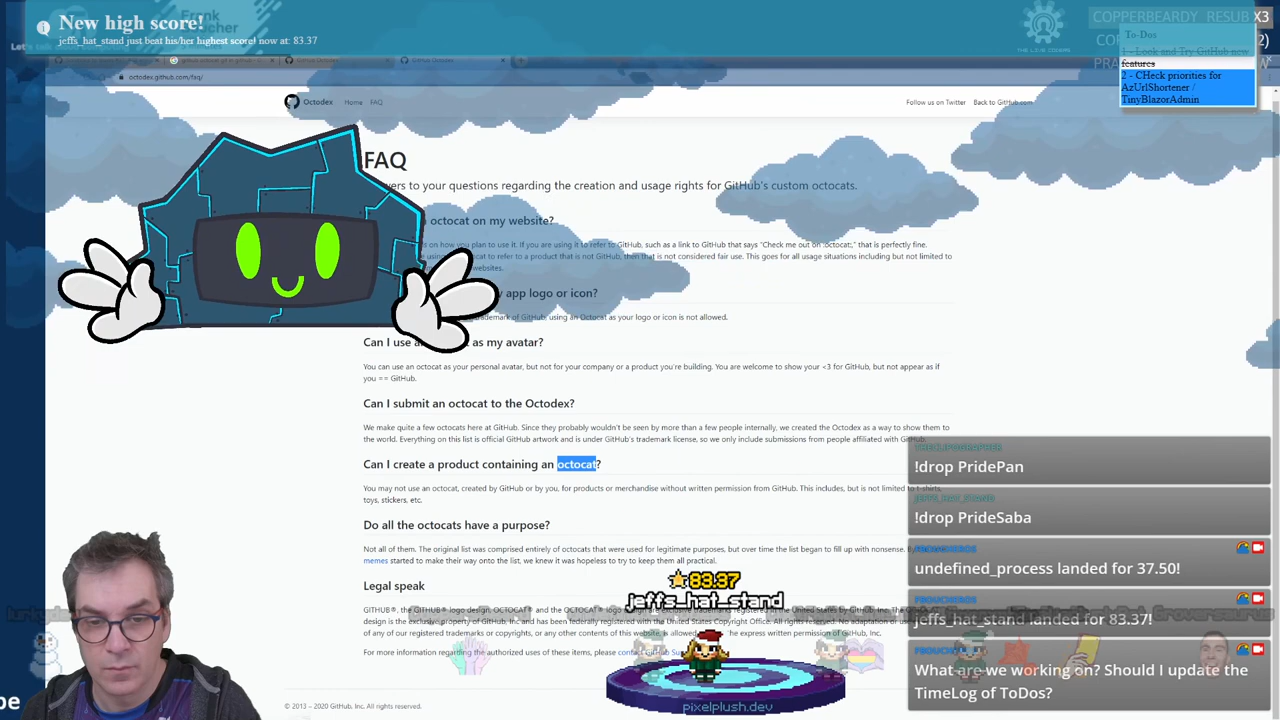 New high score!
jeffs_hat_stand just beat his/her highest score! now at: 83.37
COPPERBEARDY RESUB X3
To-Dos
1 - Look and Try GitHub new
features
2 - CHeck priorities for
AzUrlShortener /
TinyBlazorAdmin
octodex.github.com/faq/
Octodex Home FAQ
Follow us on Twitter Back to GitHub.com
FAQ
to your questions regarding the creation and usage rights for GitHub's custom octocats.
octocat on my website?
on how you plan to use it. If you are using it to refer to GitHub, such as a link to GitHub that says "Check me out on :octocat:," that is perfectly fine.
to refer to a product that is not GitHub, then that is not considered fair use. This goes for all usage situations including but not limited to
websites.
app logo or icon?
trademark of GitHub, using an Octocat as your logo or icon is not allowed.
Can I use as my avatar?
You can use an octocat as your personal avatar, but not for your company or a product you're building. You are welcome to show your <3 for GitHub, but not appear as if
you == GitHub.
Can I submit an octocat to the Octodex?
We make quite a few octocats here at GitHub. Since they probably wouldn't be seen by more than a few people internally, we created the Octodex as a way to show them to
the world. Everything on this list is official GitHub artwork and is under GitHub's trademark license, so we only include submissions from people affiliated with GitHub.
Can I create a product containing an octocat?
You may not use an octocat, created by GitHub or by you, for products or merchandise without written permission from GitHub. This includes, but is not limited to t-shirts,
toys, stickers, etc.
Do all the octocats have a purpose?
Not all of them. The original list was comprised entirely of octocats that were used for legitimate purposes, but over time the list began to fill up with nonsense.
memes started to make their way onto the list, we knew it was hopeless to try to keep them all practical.
Legal speak
GITHUB®, the GITHUB® logo design, OCTOCAT® and the OCTOCAT® logo design are exclusive trademarks registered in the United States by GitHub, Inc.
design is the exclusive property of GitHub, Inc and has been federally registered with the United States Copyright Office. All rights reserved. No adaptation or
of any of our registered trademarks or copyrights, or any other contents of this website, is allowed the express written permission of GitHub, Inc.
For more information regarding the authorized uses of these items, please contact GitHub
© 2013 – 2020 GitHub, Inc. All rights reserved.
83.37
jeffs_hat_stand
pixelplush.dev
!drop PridePan
JEFFS_HAT_STAND
!drop PrideSaba
undefined_process landed for 37.50!
jeffs_hat_stand landed for 83.37!
What are we working on? Should I update the
TimeLog of ToDos?